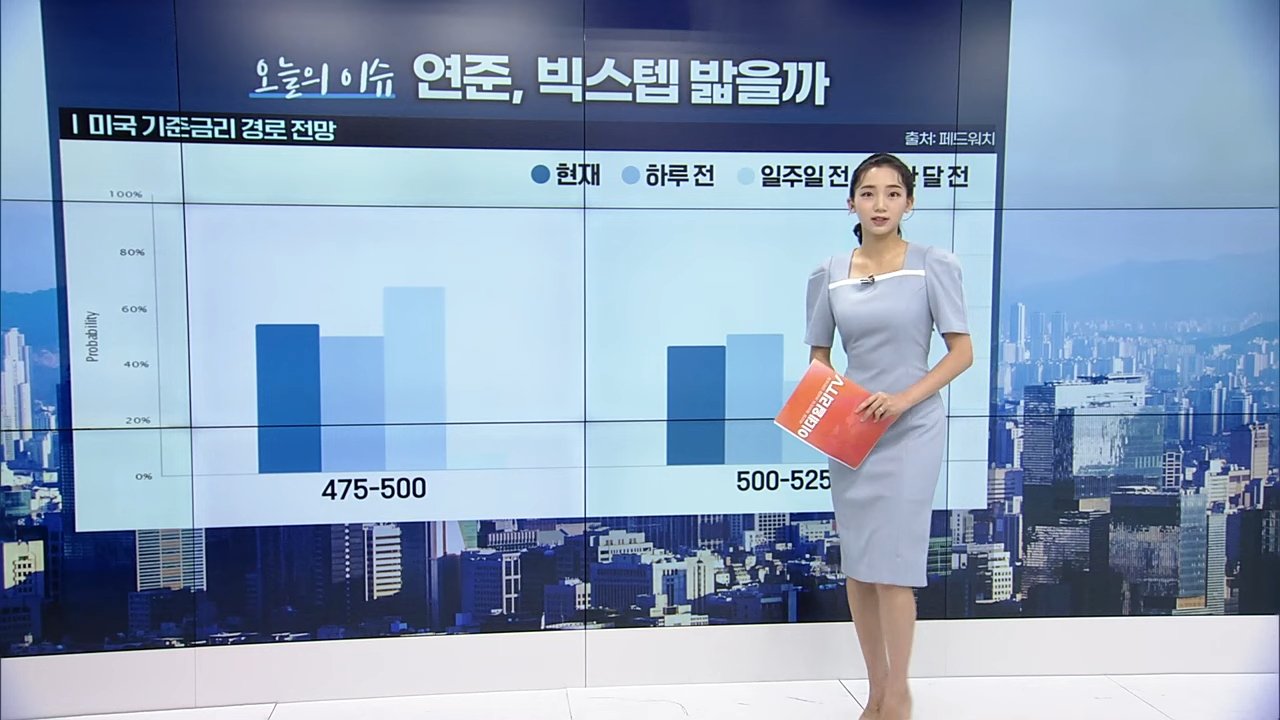 오늘의 이슈 연준, 빅스텝 밟을까
미국 기준금리 경로 전망
출처: 페드워치
현재 하루 전 일주일 전 달 전
100%
80%
60%
40%
20%
0%
Probability
475-500
500-525
이데일리TV